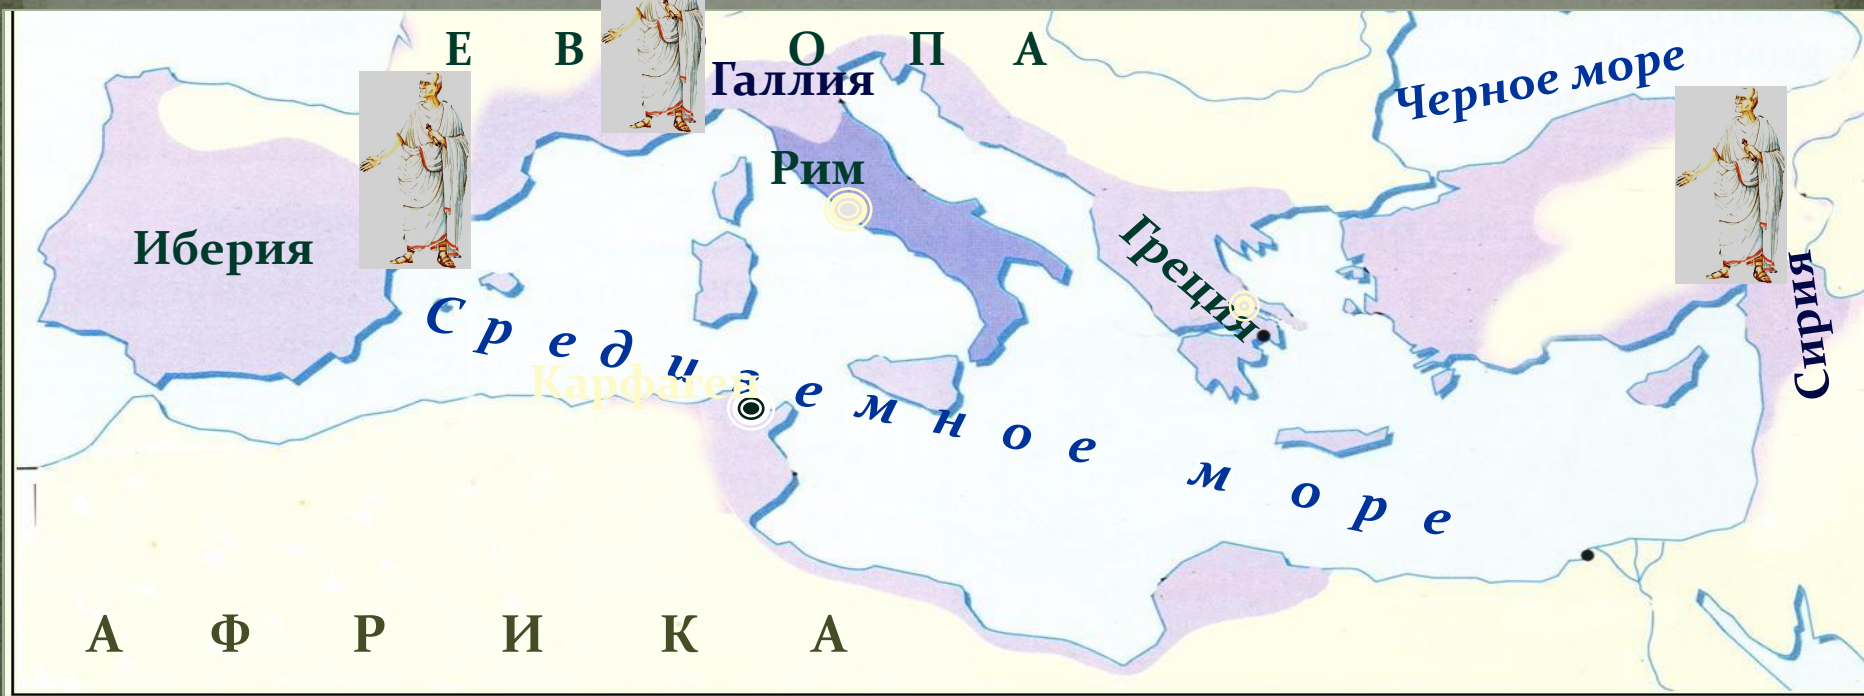 Е В О П А
Галлия
Черное море
Рим
Иберия
Греция
Сирия
Средиземное море
Карфаген
А Ф Р И К А